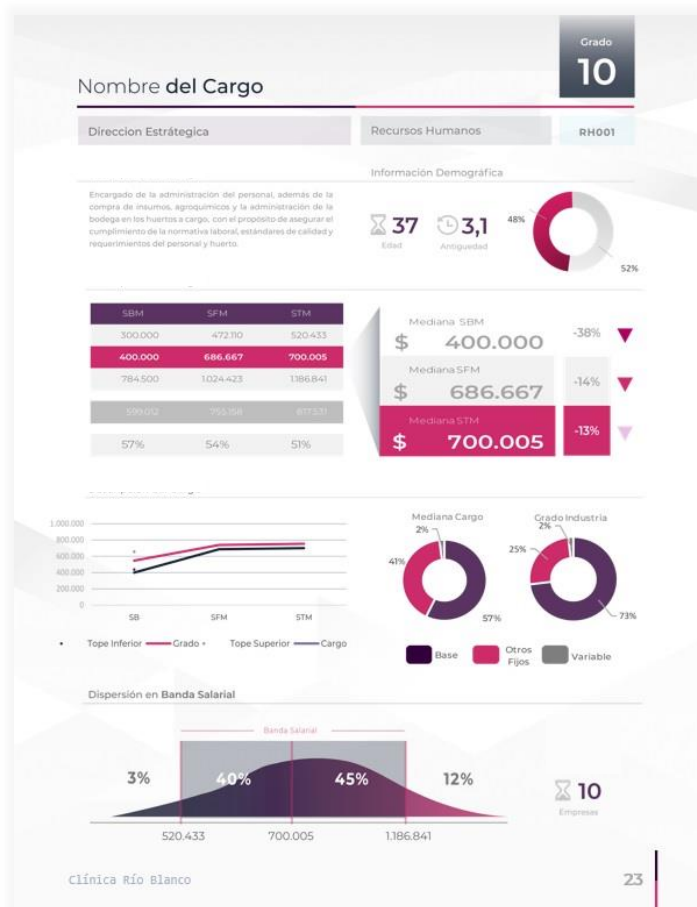 Grado
10
Nombre del Cargo
Direccion Estrátegica
Recursos Humanos
RH001
Información Demográfica
Encargado de la administración del personal, además de la
compra de insumos, agroquimicos y la administración de la
bodega en los huertos a cargo, con el propósito de asegurar el
cumplimiento de la normativa laboral, estándares de calidad y
requerimientos del personal y huerto.
37
Edad
3,1
Antiguedad
48%
52%
SBM SFM STM
300.000 472.110 520.433
400.000 686.667 700.005
784.500 1.024.423 1.186.841
599.012 755.158
57% 54% 51%
Mediana SBM
$ 400.000
-38%
Mediana SFM
$ 686.667
-14%
Mediana STM
$ 700.005
-13%
1.000.000
800.000
600.000
400.000
200.000
0
SB SFM STM
Tope Inferior Grado Tope Superior Cargo
Mediana Cargo
2%
41%
57%
Grado Industria
2%
25%
73%
Base
Otros
Fijos
Variable
Dispersión en Banda Salarial
Banda Salarial
3% 40% 45% 12%
520.433 700.005 1.186.841
10
Empresas
Clínica Río Blanco
23